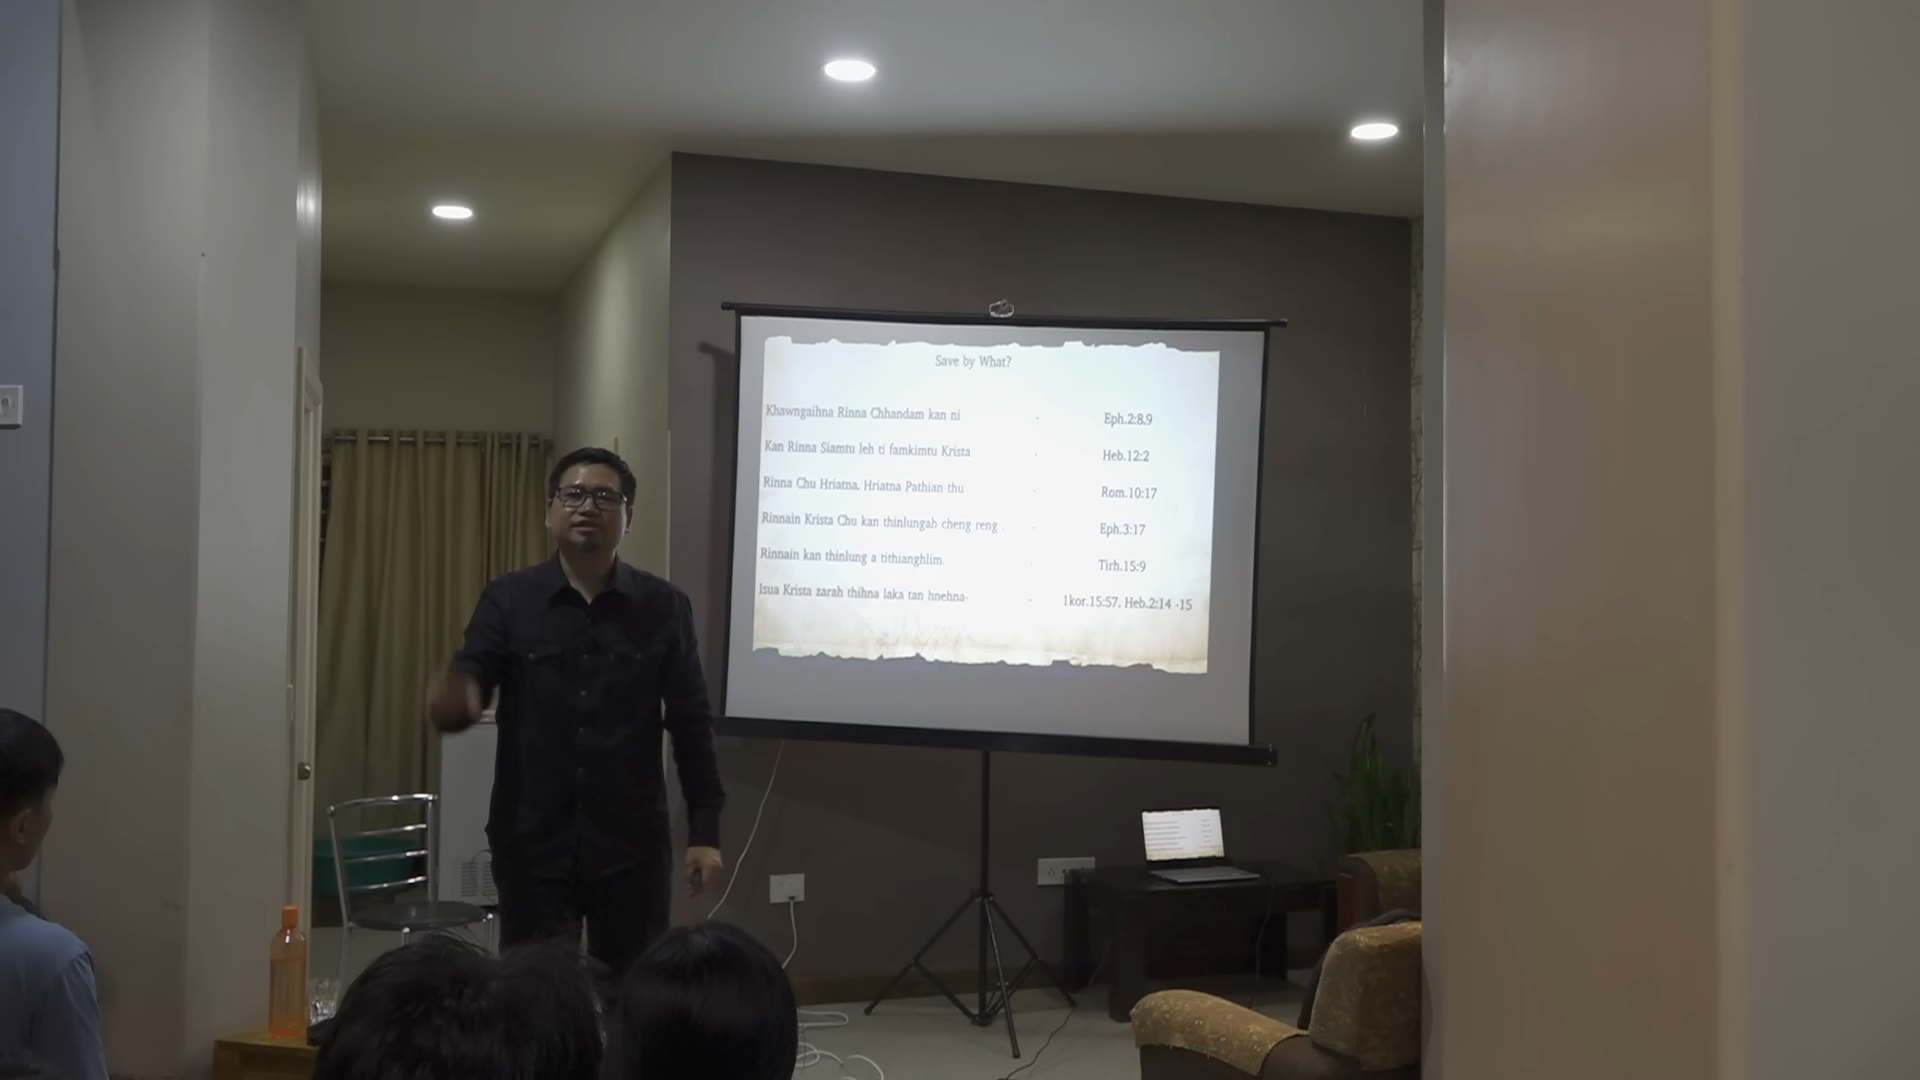 Save by What?
Khawngaihna Rinna Chhandam kan ni - Eph.2:8,9
Kan Rinna Siamtu leh ti famkimtu Krista - Heb.12:2
Rinna Chu Hriatna, Hriatna Pathian thu - Rom.10:17
Rinnain Krista Chu kan thinlungah cheng reng - Eph.3:17
Rinnain kan thinlung a tithianghlim. - Tirh.15:9
Isua Krista zarah thihna laka tan hnehna- - 1kor.15:57, Heb.2:14 -15